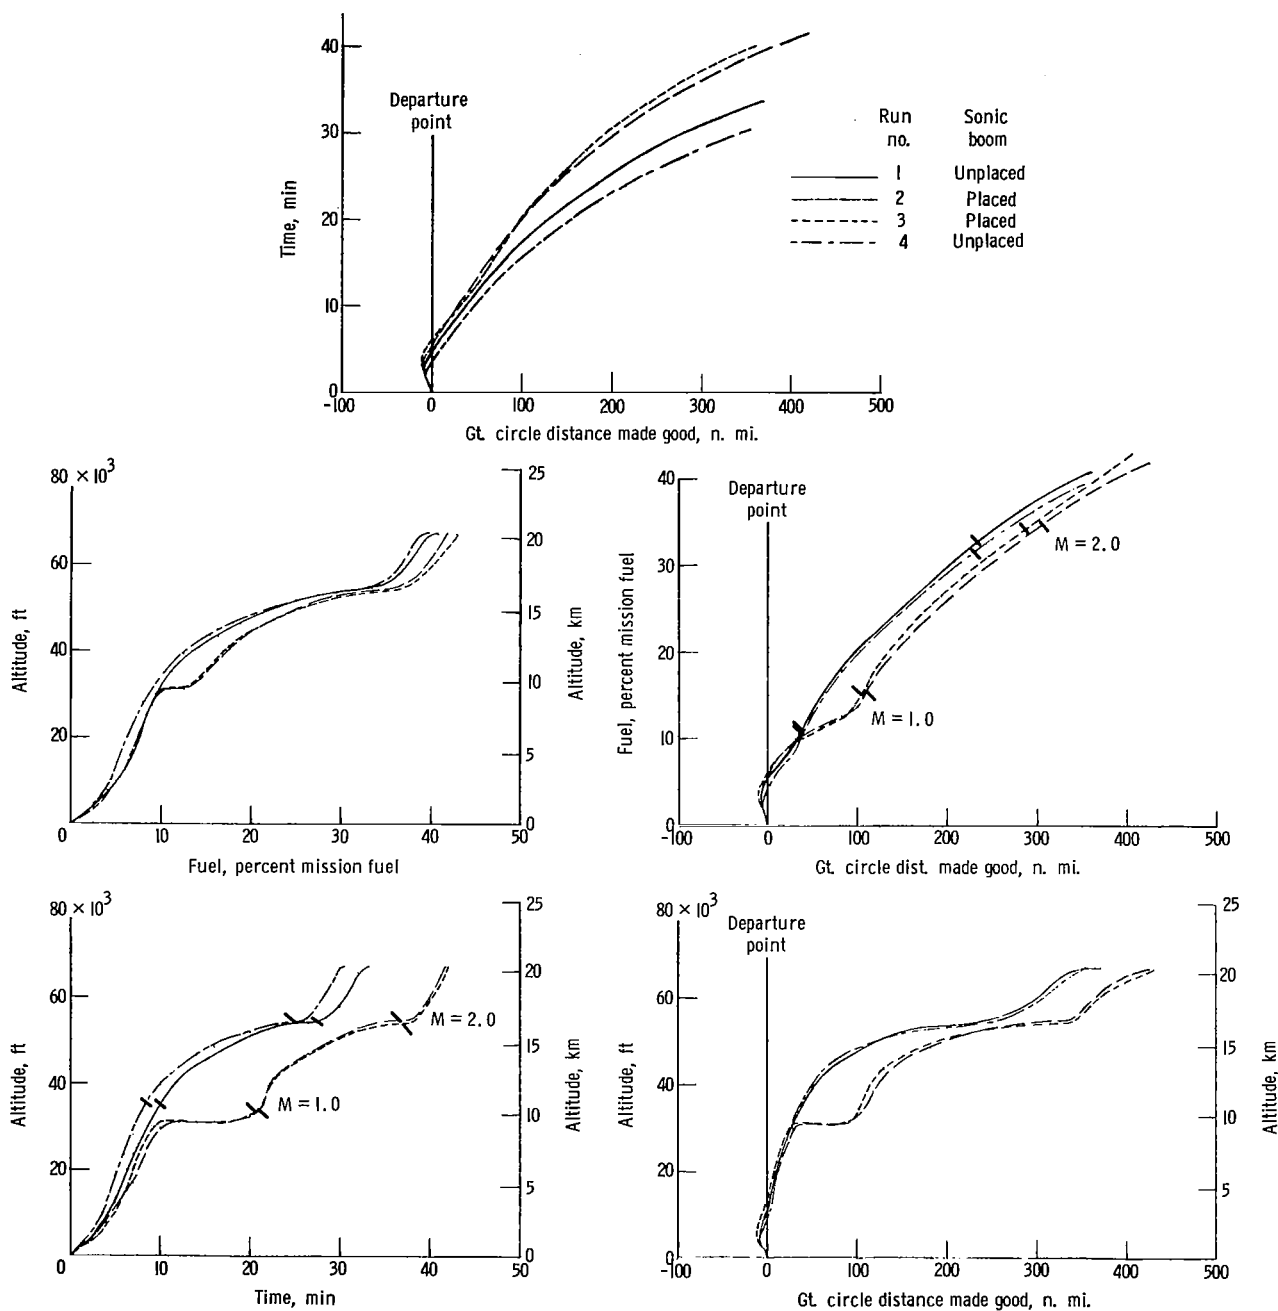 40
30
20
10
0
Time, min
Departure
point
-100
0
100
200
300
400
500
Gt. circle distance made good, n. mi.
Run
no.
Sonic
boom
1 Unplaced
2 Placed
3 Placed
4 Unplaced
80 × 10³
60
40
20
0
Altitude, ft
25
20
15
10
5
0
Altitude, km
10
20
30
40
50
Fuel, percent mission fuel
40
30
20
10
0
Fuel, percent mission fuel
Departure
point
M = 2.0
M = 1.0
-100
0
100
200
300
400
500
Gt. circle dist. made good, n. mi.
80 × 10³
60
40
20
0
Altitude, ft
25
20
15
10
5
0
Altitude, km
M = 2.0
M = 1.0
10
20
30
40
50
Time, min
80 × 10³
60
40
20
0
Altitude, ft
Departure
point
25
20
15
10
5
0
Altitude, km
-100
0
100
200
300
400
500
Gt. circle distance made good, n. mi.